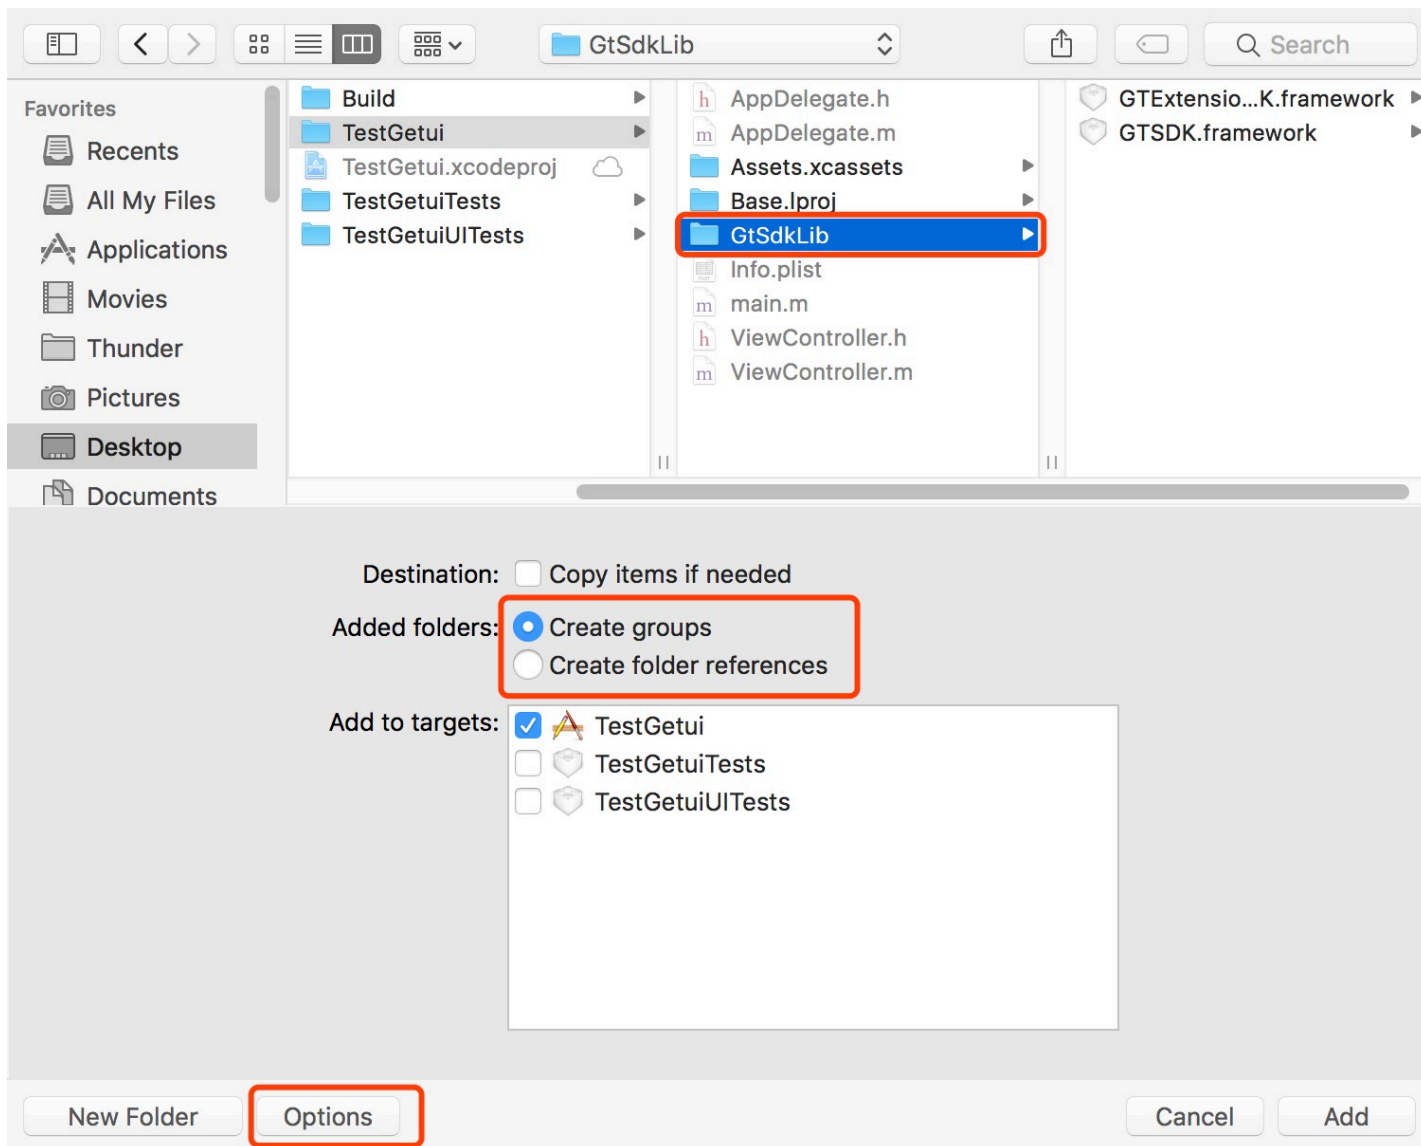 GtSdkLib
Search
Favorites
Recents
All My Files
Applications
Movies
Thunder
Pictures
Desktop
Documents
Build
TestGetui
TestGetui.xcodeproj
TestGetuiTests
TestGetuiUITests
h AppDelegate.h
m AppDelegate.m
Assets.xcassets
Base.lproj
GtSdkLib
Info.plist
m main.m
h ViewController.h
m ViewController.m
GTExtensio...K.framework
GTSDK.framework
Destination: Copy items if needed
Added folders: Create groups
Create folder references
Add to targets: TestGetui
TestGetuiTests
TestGetuiUITests
New Folder
Options
Cancel
Add